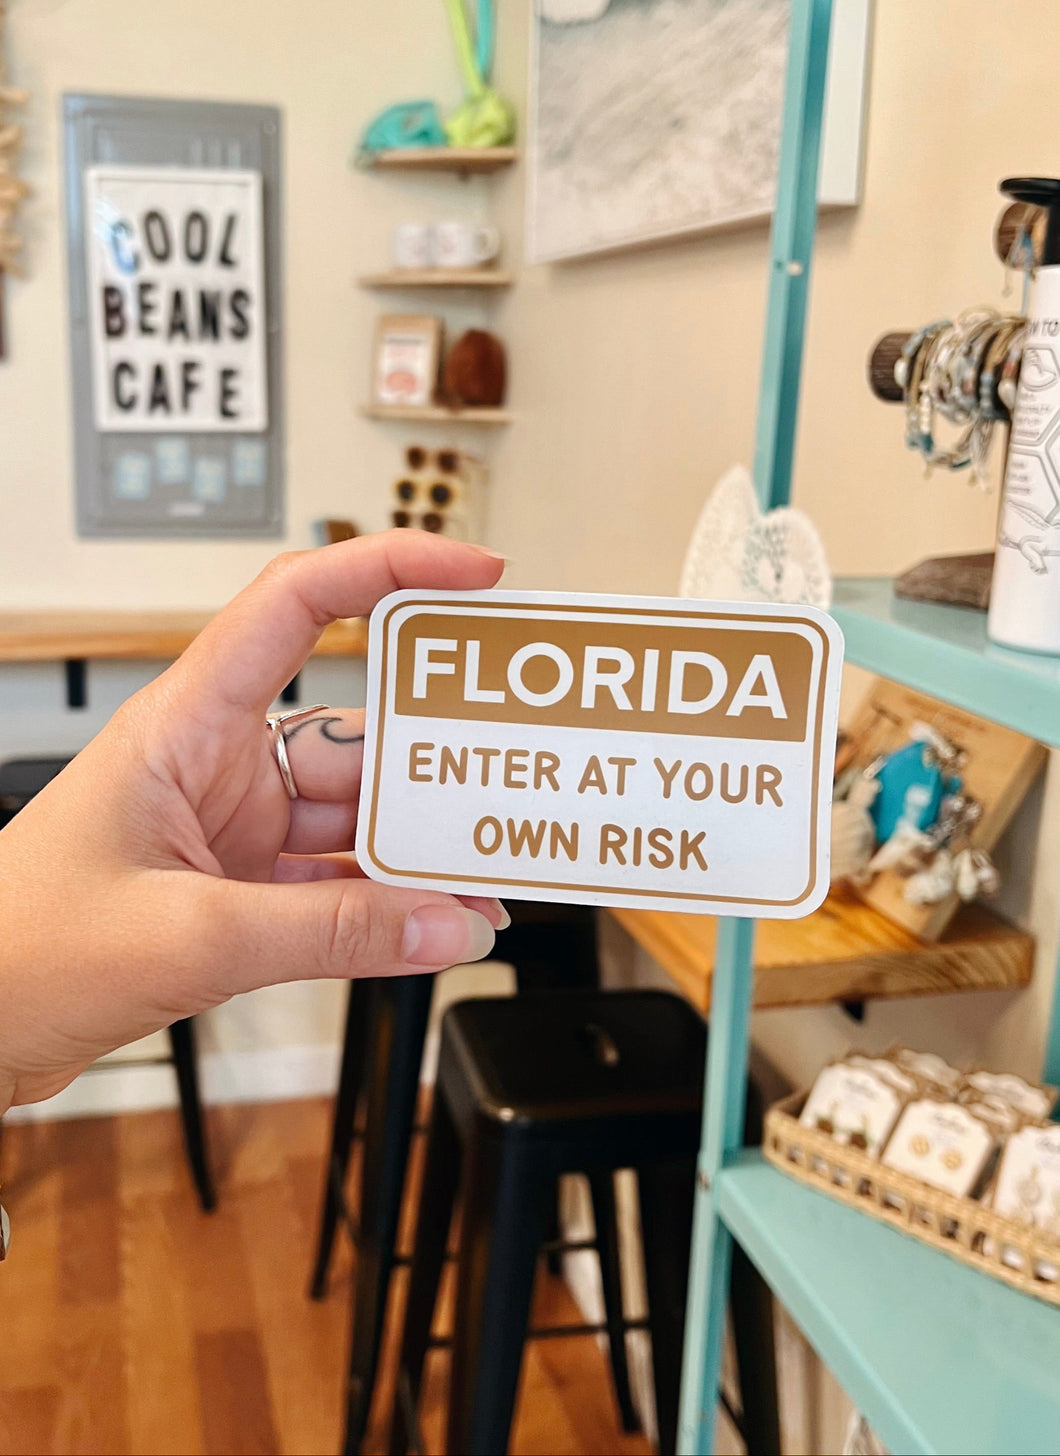 COOL
BEANS
CAFE
FLORIDA
ENTER AT YOUR
OWN RISK